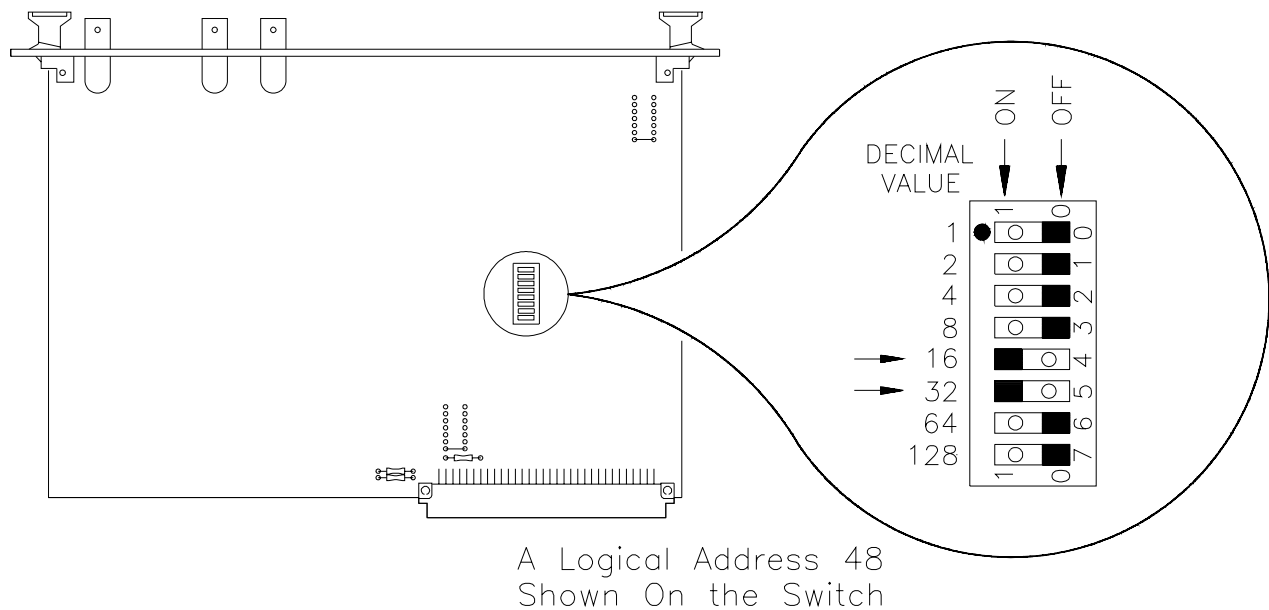 ON OFF
DECIMAL
VALUE
1 0
1 0
2 1
4 2
8 3
16 4
32 5
64 6
128 7
1 0
A Logical Address 48
Shown On the Switch